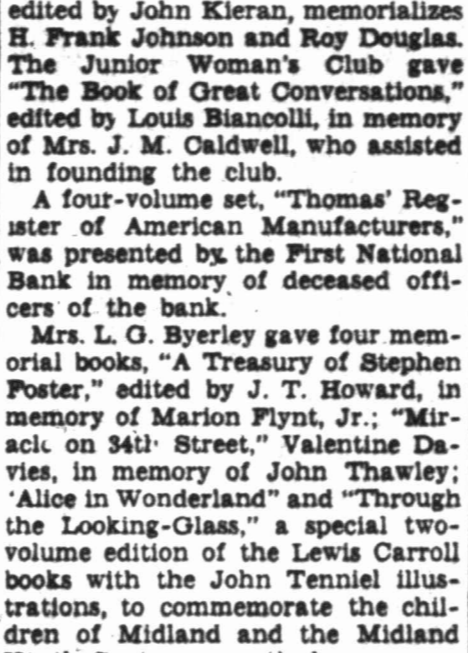 edited by John Kieran, memorializes
H. Frank Johnson and Roy Douglas.
The Junior Woman's Club gave
"The Book of Great Conversations,"
edited by Louis Biancolli, in memory
of Mrs. J. M. Caldwell, who assisted
in founding the club.
A four-volume set, "Thomas' Reg-
ister of American Manufacturers,"
was presented by the First National
Bank in memory of deceased offi-
cers of the bank.
Mrs. L. G. Byerley gave four mem-
orial books, "A Treasury of Stephen
Foster," edited by J. T. Howard, in
memory of Marion Flynt, Jr.; "Mir-
acle on 34th Street," Valentine Da-
vies, in memory of John Thawley;
'Alice in Wonderland" and "Through
the Looking-Glass," a special two-
volume edition of the Lewis Carroll
books with the John Tenniel illus-
trations, to commemorate the chil-
dren of Midland and the Midland